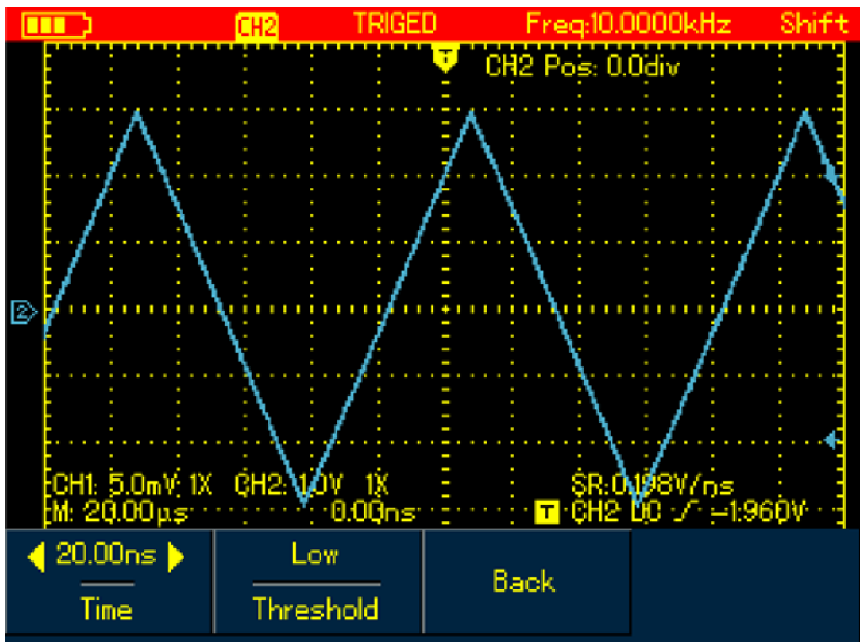 CH2 TRIGED Freq:10.0000kHz Shift
T
CH2 Pos: 0.0div
2
CH1: 5.0mV 1X CH2: 1.0V 1X SR:0.198V/ns
M: 20.00µs 0.00ns T CH2 DC -1.960V
20.00ns Low
Back
Time Threshold